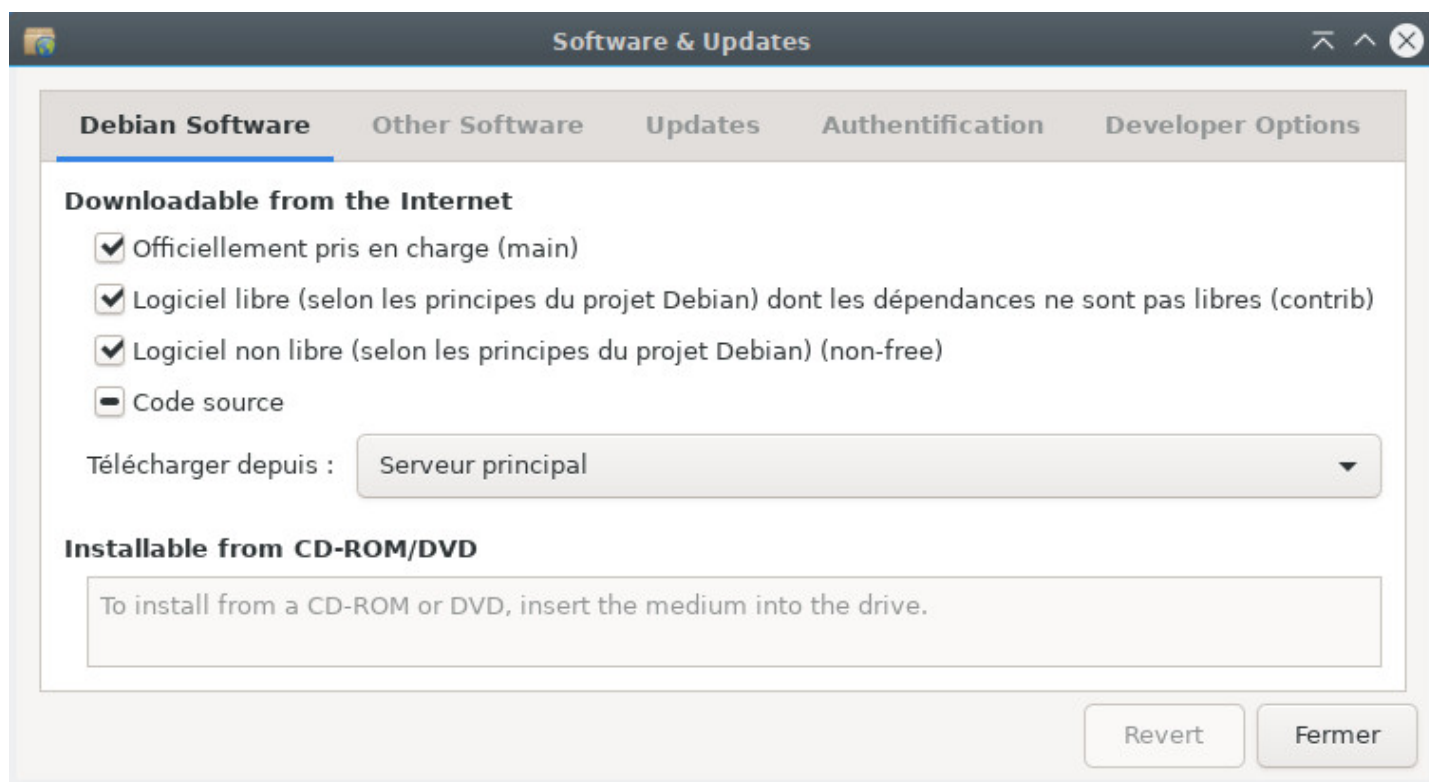 Software & Updates
Debian Software Other Software Updates Authentification Developer Options
Downloadable from the Internet
Officiellement pris en charge (main)
Logiciel libre (selon les principes du projet Debian) dont les dépendances ne sont pas libres (contrib)
Logiciel non libre (selon les principes du projet Debian) (non-free)
Code source
Télécharger depuis : Serveur principal
Installable from CD-ROM/DVD
To install from a CD-ROM or DVD, insert the medium into the drive.
Revert Fermer